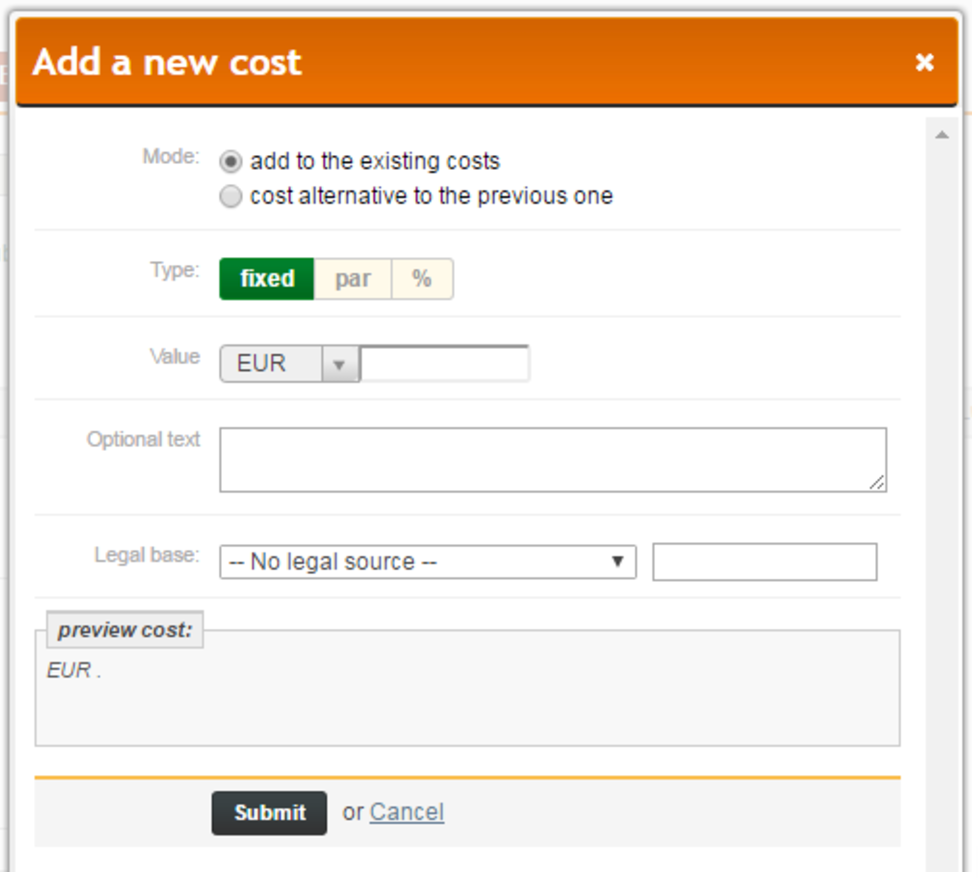 Add a new cost
Mode: add to the existing costs
cost alternative to the previous one
Type: fixed par %
Value EUR
Optional text
Legal base: -- No legal source --
preview cost:
EUR .
Submit or Cancel